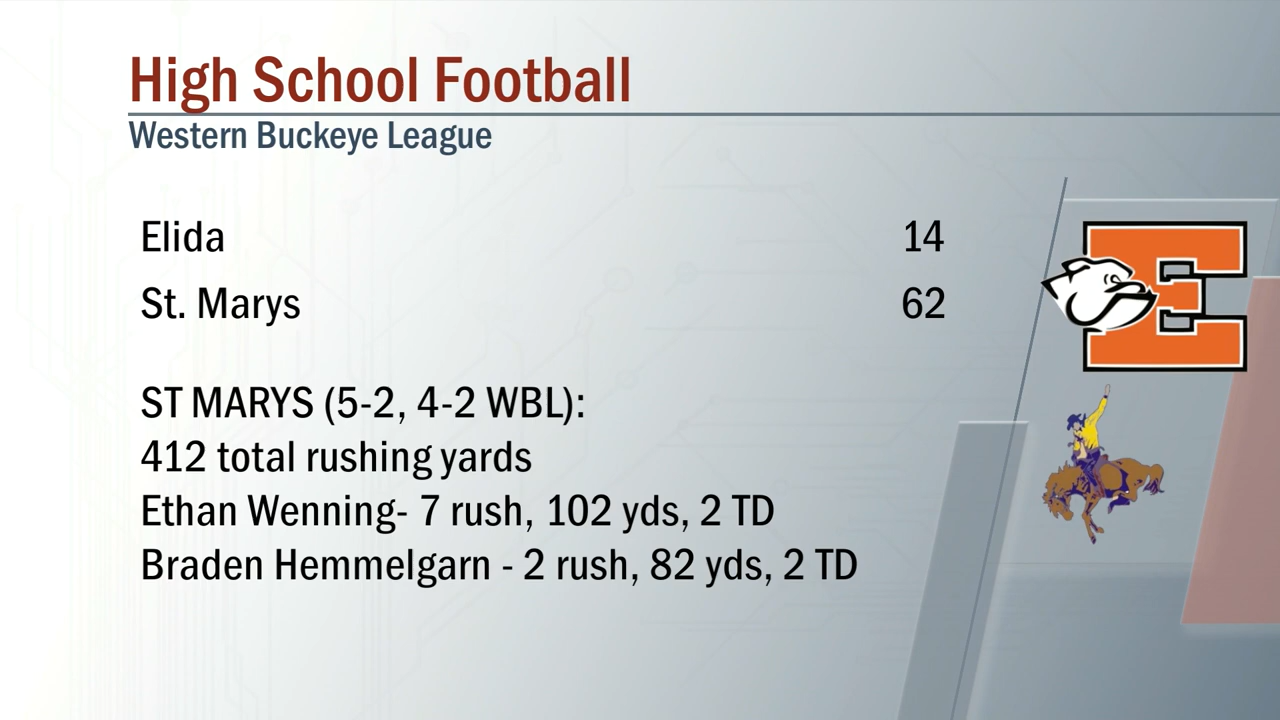 High School Football
Western Buckeye League
Elida 14
St. Marys 62
ST MARYS (5-2, 4-2 WBL):
412 total rushing yards
Ethan Wenning- 7 rush, 102 yds, 2 TD
Braden Hemmelgarn - 2 rush, 82 yds, 2 TD
E